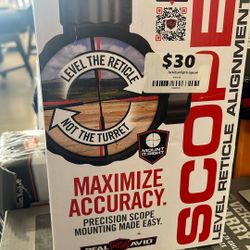 LEVEL THE RETICLE
NOT THE TURRET
$30
MOUNT
IT RIGHT
MAXIMIZE
ACCURACY.
PRECISION SCOPE
MOUNTING MADE EASY.
REAL AVID
SCOPE
LEVEL RETICLE ALIGNMENT